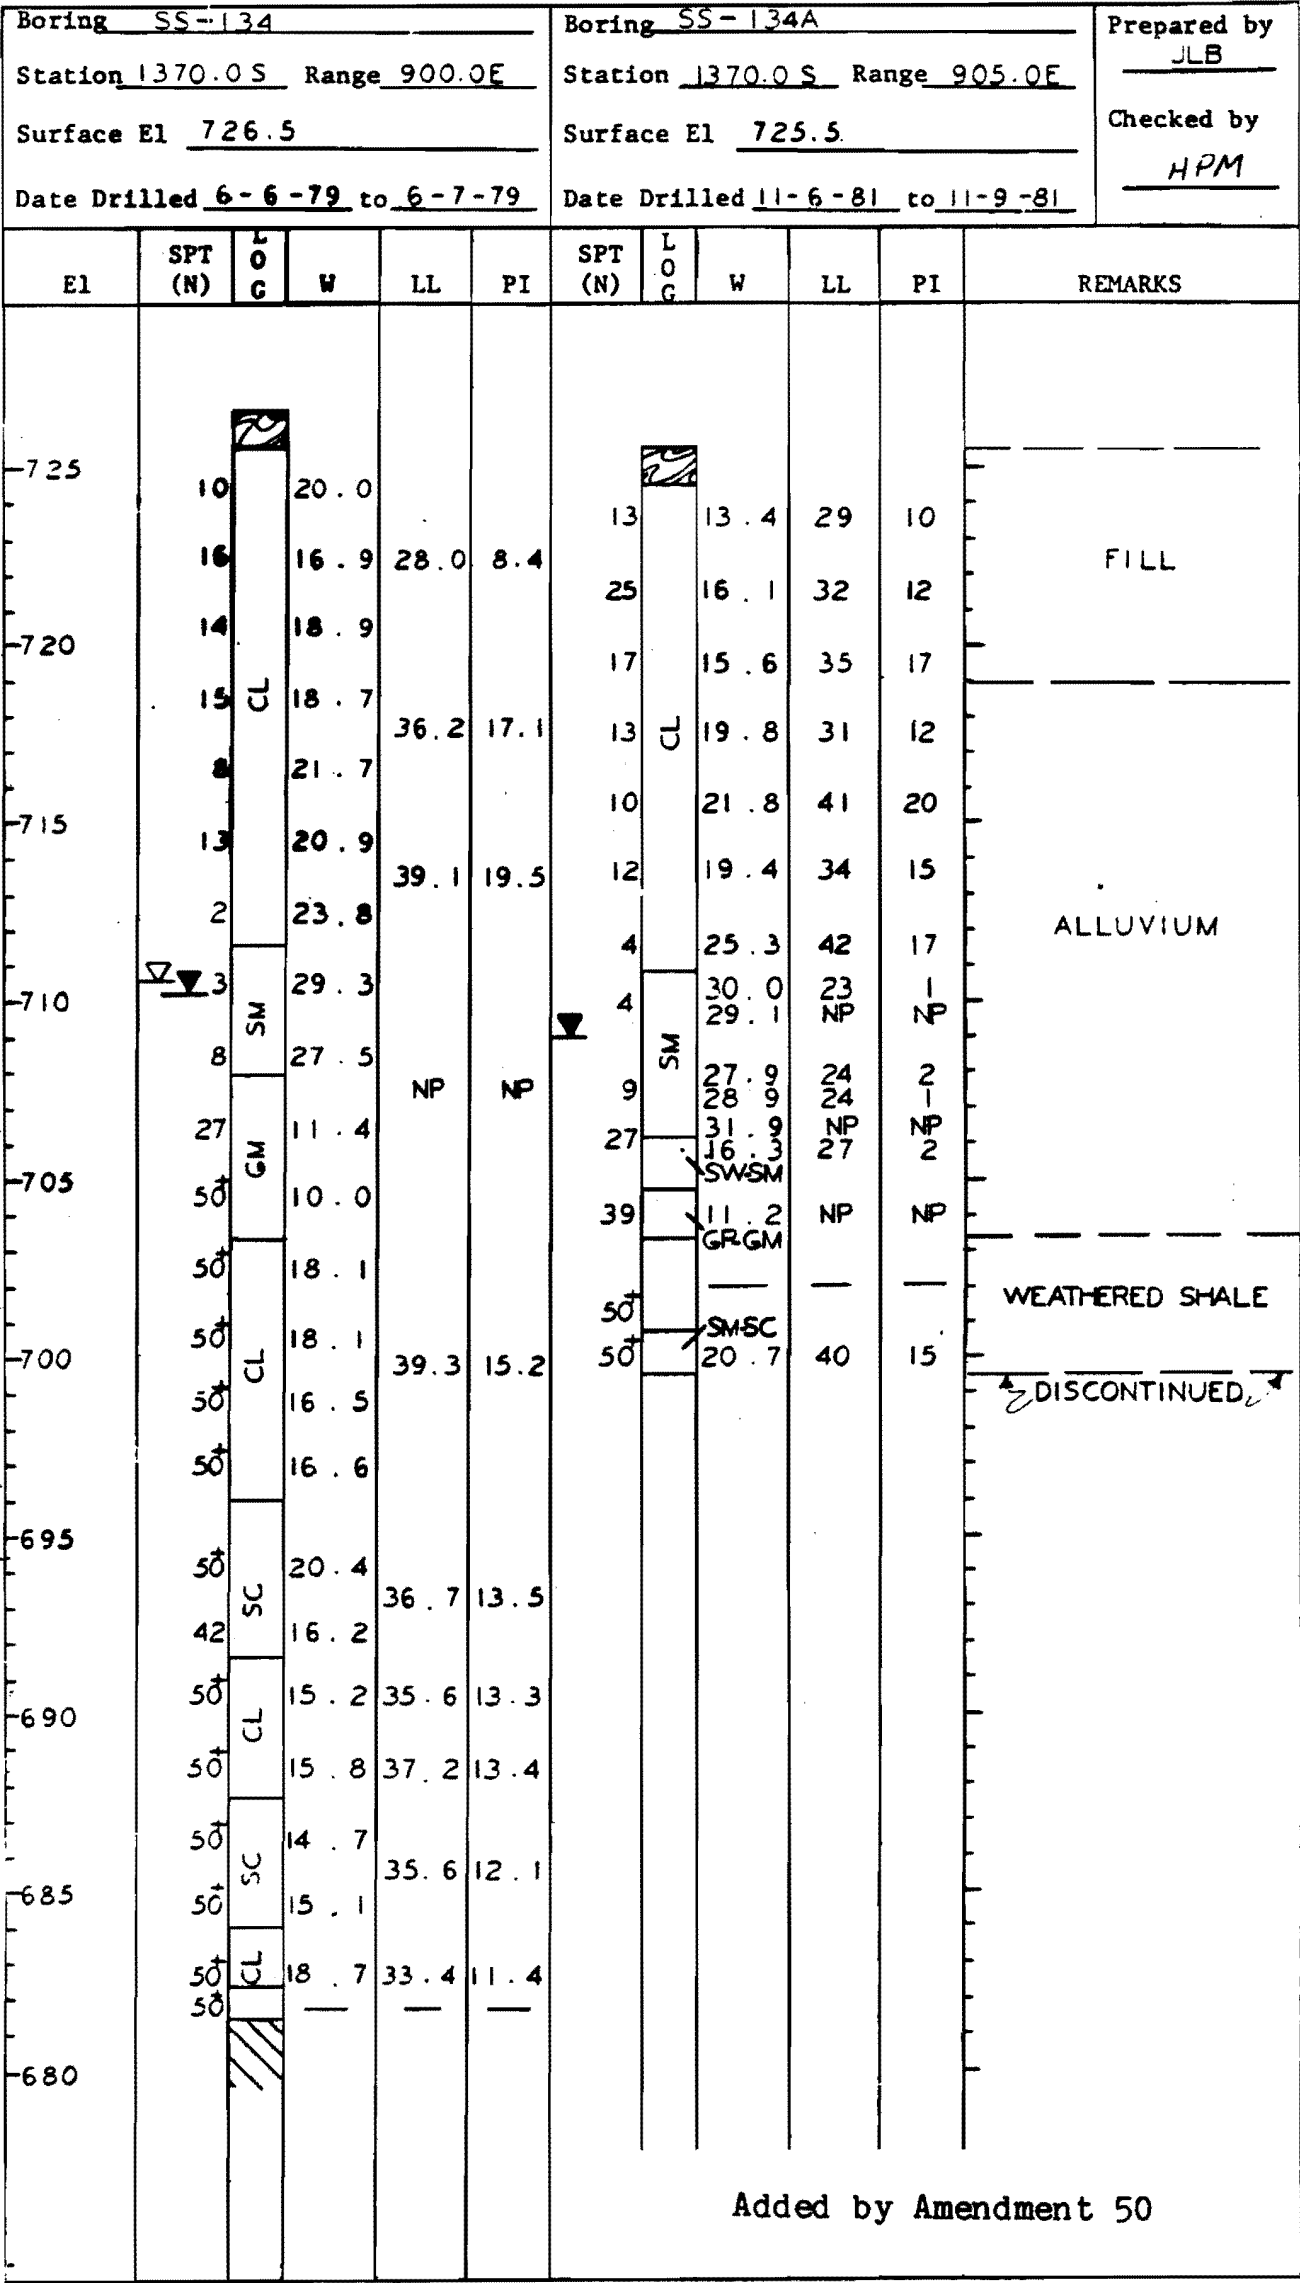 Boring SS-134 Boring SS-134A Prepared by
JLB
Station 1370.0 S Range 900.0E Station 1370.0 S Range 905.0E
Surface El 726.5 Surface El 725.5 Checked by
HPM
Date Drilled 6-6-79 to 6-7-79 Date Drilled 11-6-81 to 11-9-81
El SPT (N) LOG W LL PI SPT (N) LOG W LL PI REMARKS
725
10 20.0
13 13.4 29 10
16 16.9 28.0 8.4 FILL
25 16.1 32 12
14 18.9
720
17 15.6 35 17
15 CL 18.7
36.2 17.1 13 CL 19.8 31 12
8 21.7
10 21.8 41 20
715
13 20.9
39.1 19.5 12 19.4 34 15
2 23.8
ALLUVIUM
4 25.3 42 17
3 29.3 30.0 23 1
710 4
SM 29.1 NP NP
8 27.5 SM
27.9 24 2
NP NP 9
28.9 24 1
27 11.4 31.9 NP NP
27 16.3 27 2
GM SW-SM
705
50+ 10.0
39 11.2 NP NP
GP-GM
50+ 18.1
— — —
WEATHERED SHALE
50+
50+ 18.1 SM-SC
700 39.3 15.2 50+ 20.7 40 15
CL
50+ 16.5 DISCONTINUED
50+ 16.6
695
50+ 20.4
SC 36.7 13.5
42 16.2
50+ 15.2 35.6 13.3
690 CL
50+ 15.8 37.2 13.4
50+ 14.7
SC 35.6 12.1
685
50+ 15.1
50+ CL 18.7 33.4 11.4
50+ — — —
680
Added by Amendment 50